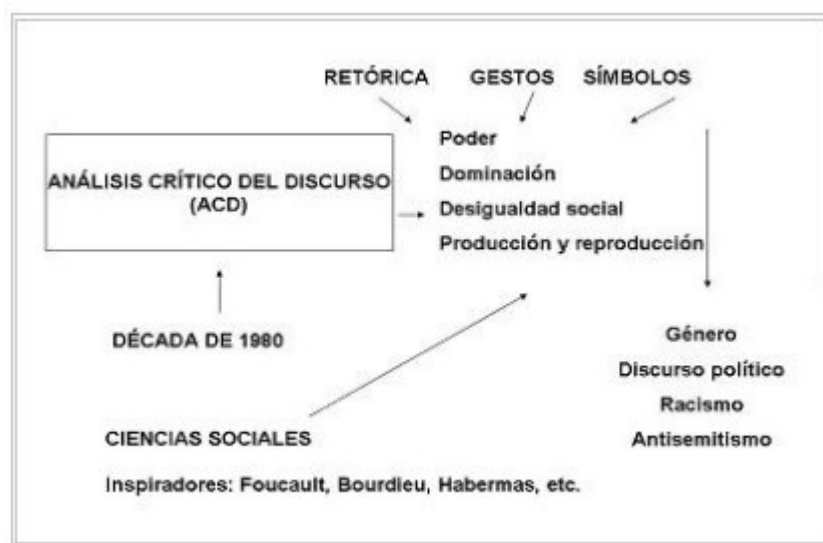 RETÓRICA GESTOS SÍMBOLOS
ANÁLISIS CRÍTICO DEL DISCURSO
(ACD)
Poder
Dominación
Desigualdad social
Producción y reproducción
DÉCADA DE 1980
Género
Discurso político
Racismo
Antisemitismo
CIENCIAS SOCIALES
Inspiradores: Foucault, Bourdieu, Habermas, etc.